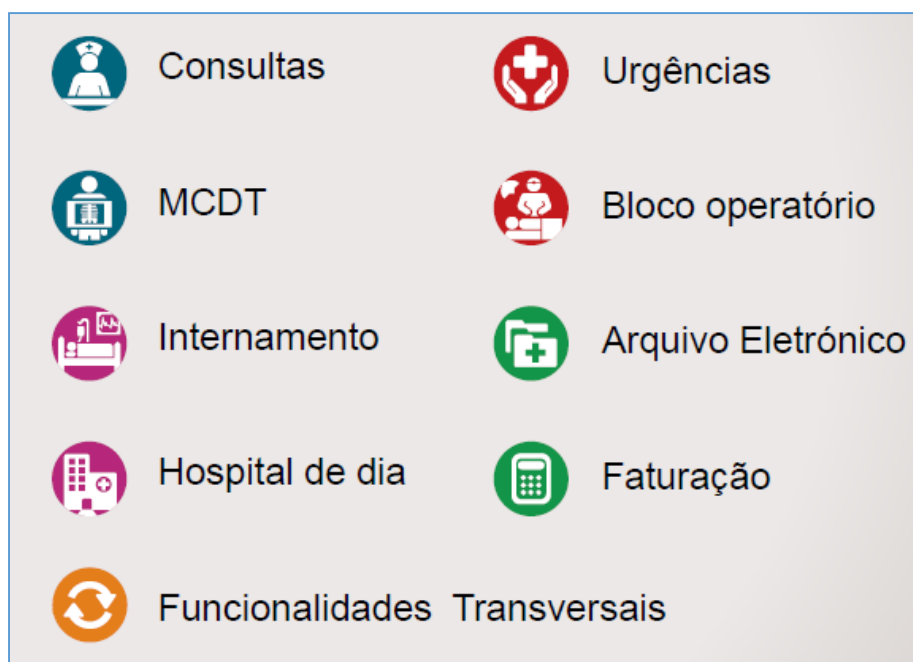 Consultas
Urgências
MCDT
Bloco operatório
Internamento
Arquivo Eletrónico
Hospital de dia
Faturação
Funcionalidades Transversais